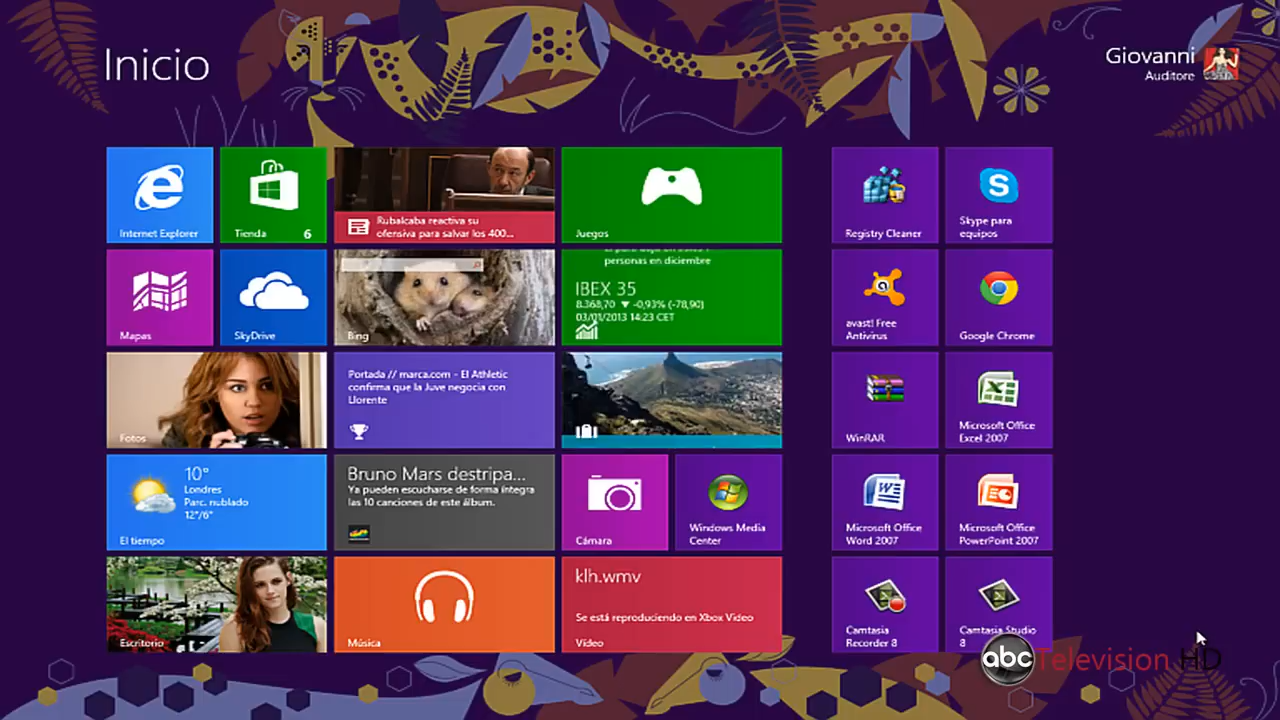 Inicio
Giovanni
Auditore
Internet Explorer
Tienda
6
Rubalcaba reactiva su
ofensiva para salvar los 400...
Juegos
Registry Cleaner
Skype para
equipos
Mapas
SkyDrive
Bing
personas en diciembre
IBEX 35
8.368,70 ▼ -0,93% (-78,90)
03/01/2013 14:23 CET
avast! Free
Antivirus
Google Chrome
Fotos
Portada // marca.com - El Athletic
confirma que la Juve negocia con
Llorente
WinRAR
Microsoft Office
Excel 2007
10°
Londres
Parc. nublado
12°/6°
El tiempo
Bruno Mars destripa...
Ya pueden escucharse de forma íntegra
las 10 canciones de este álbum.
Cámara
Windows Media
Center
Microsoft Office
Word 2007
Microsoft Office
PowerPoint 2007
Escritorio
Música
klh.wmv
Se está reproduciendo en Xbox Video
Vídeo
Camtasia
Recorder 8
Camtasia Studio
8
abc Television HD